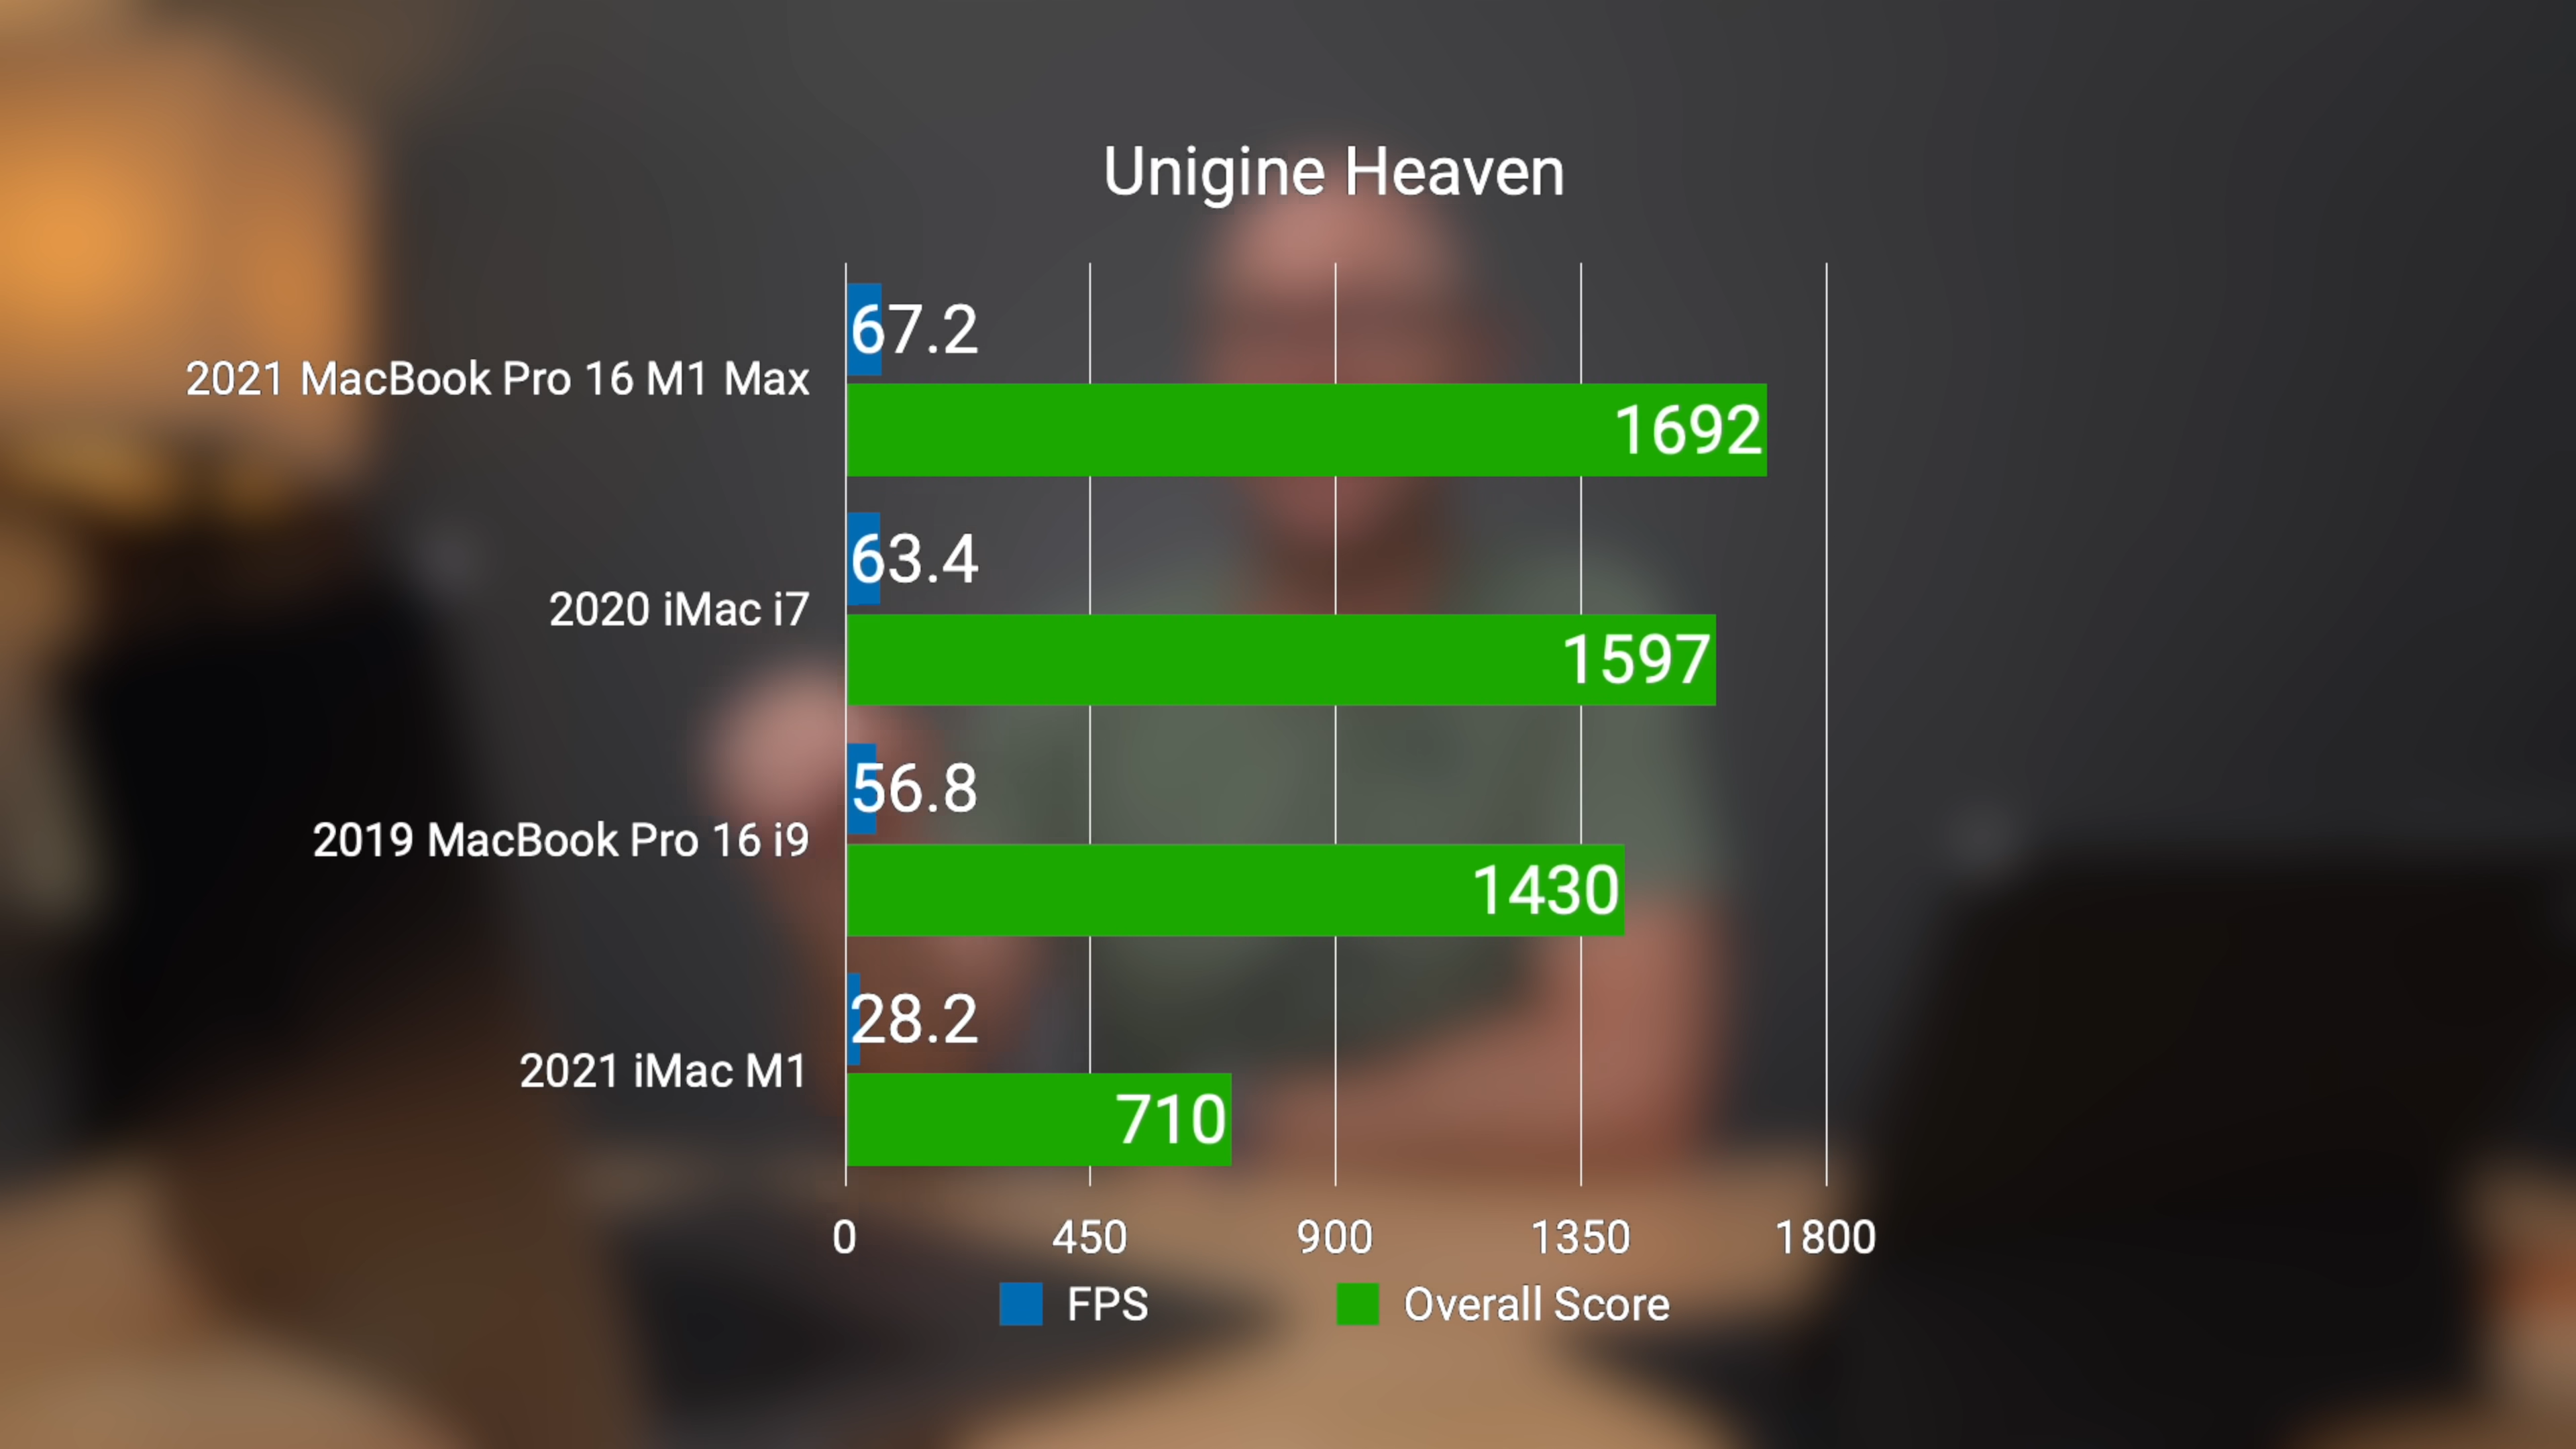 Unigine Heaven
2021 MacBook Pro 16 M1 Max
67.2
1692
2020 iMac i7
63.4
1597
2019 MacBook Pro 16 i9
56.8
1430
2021 iMac M1
28.2
710
0 450 900 1350 1800
FPS Overall Score